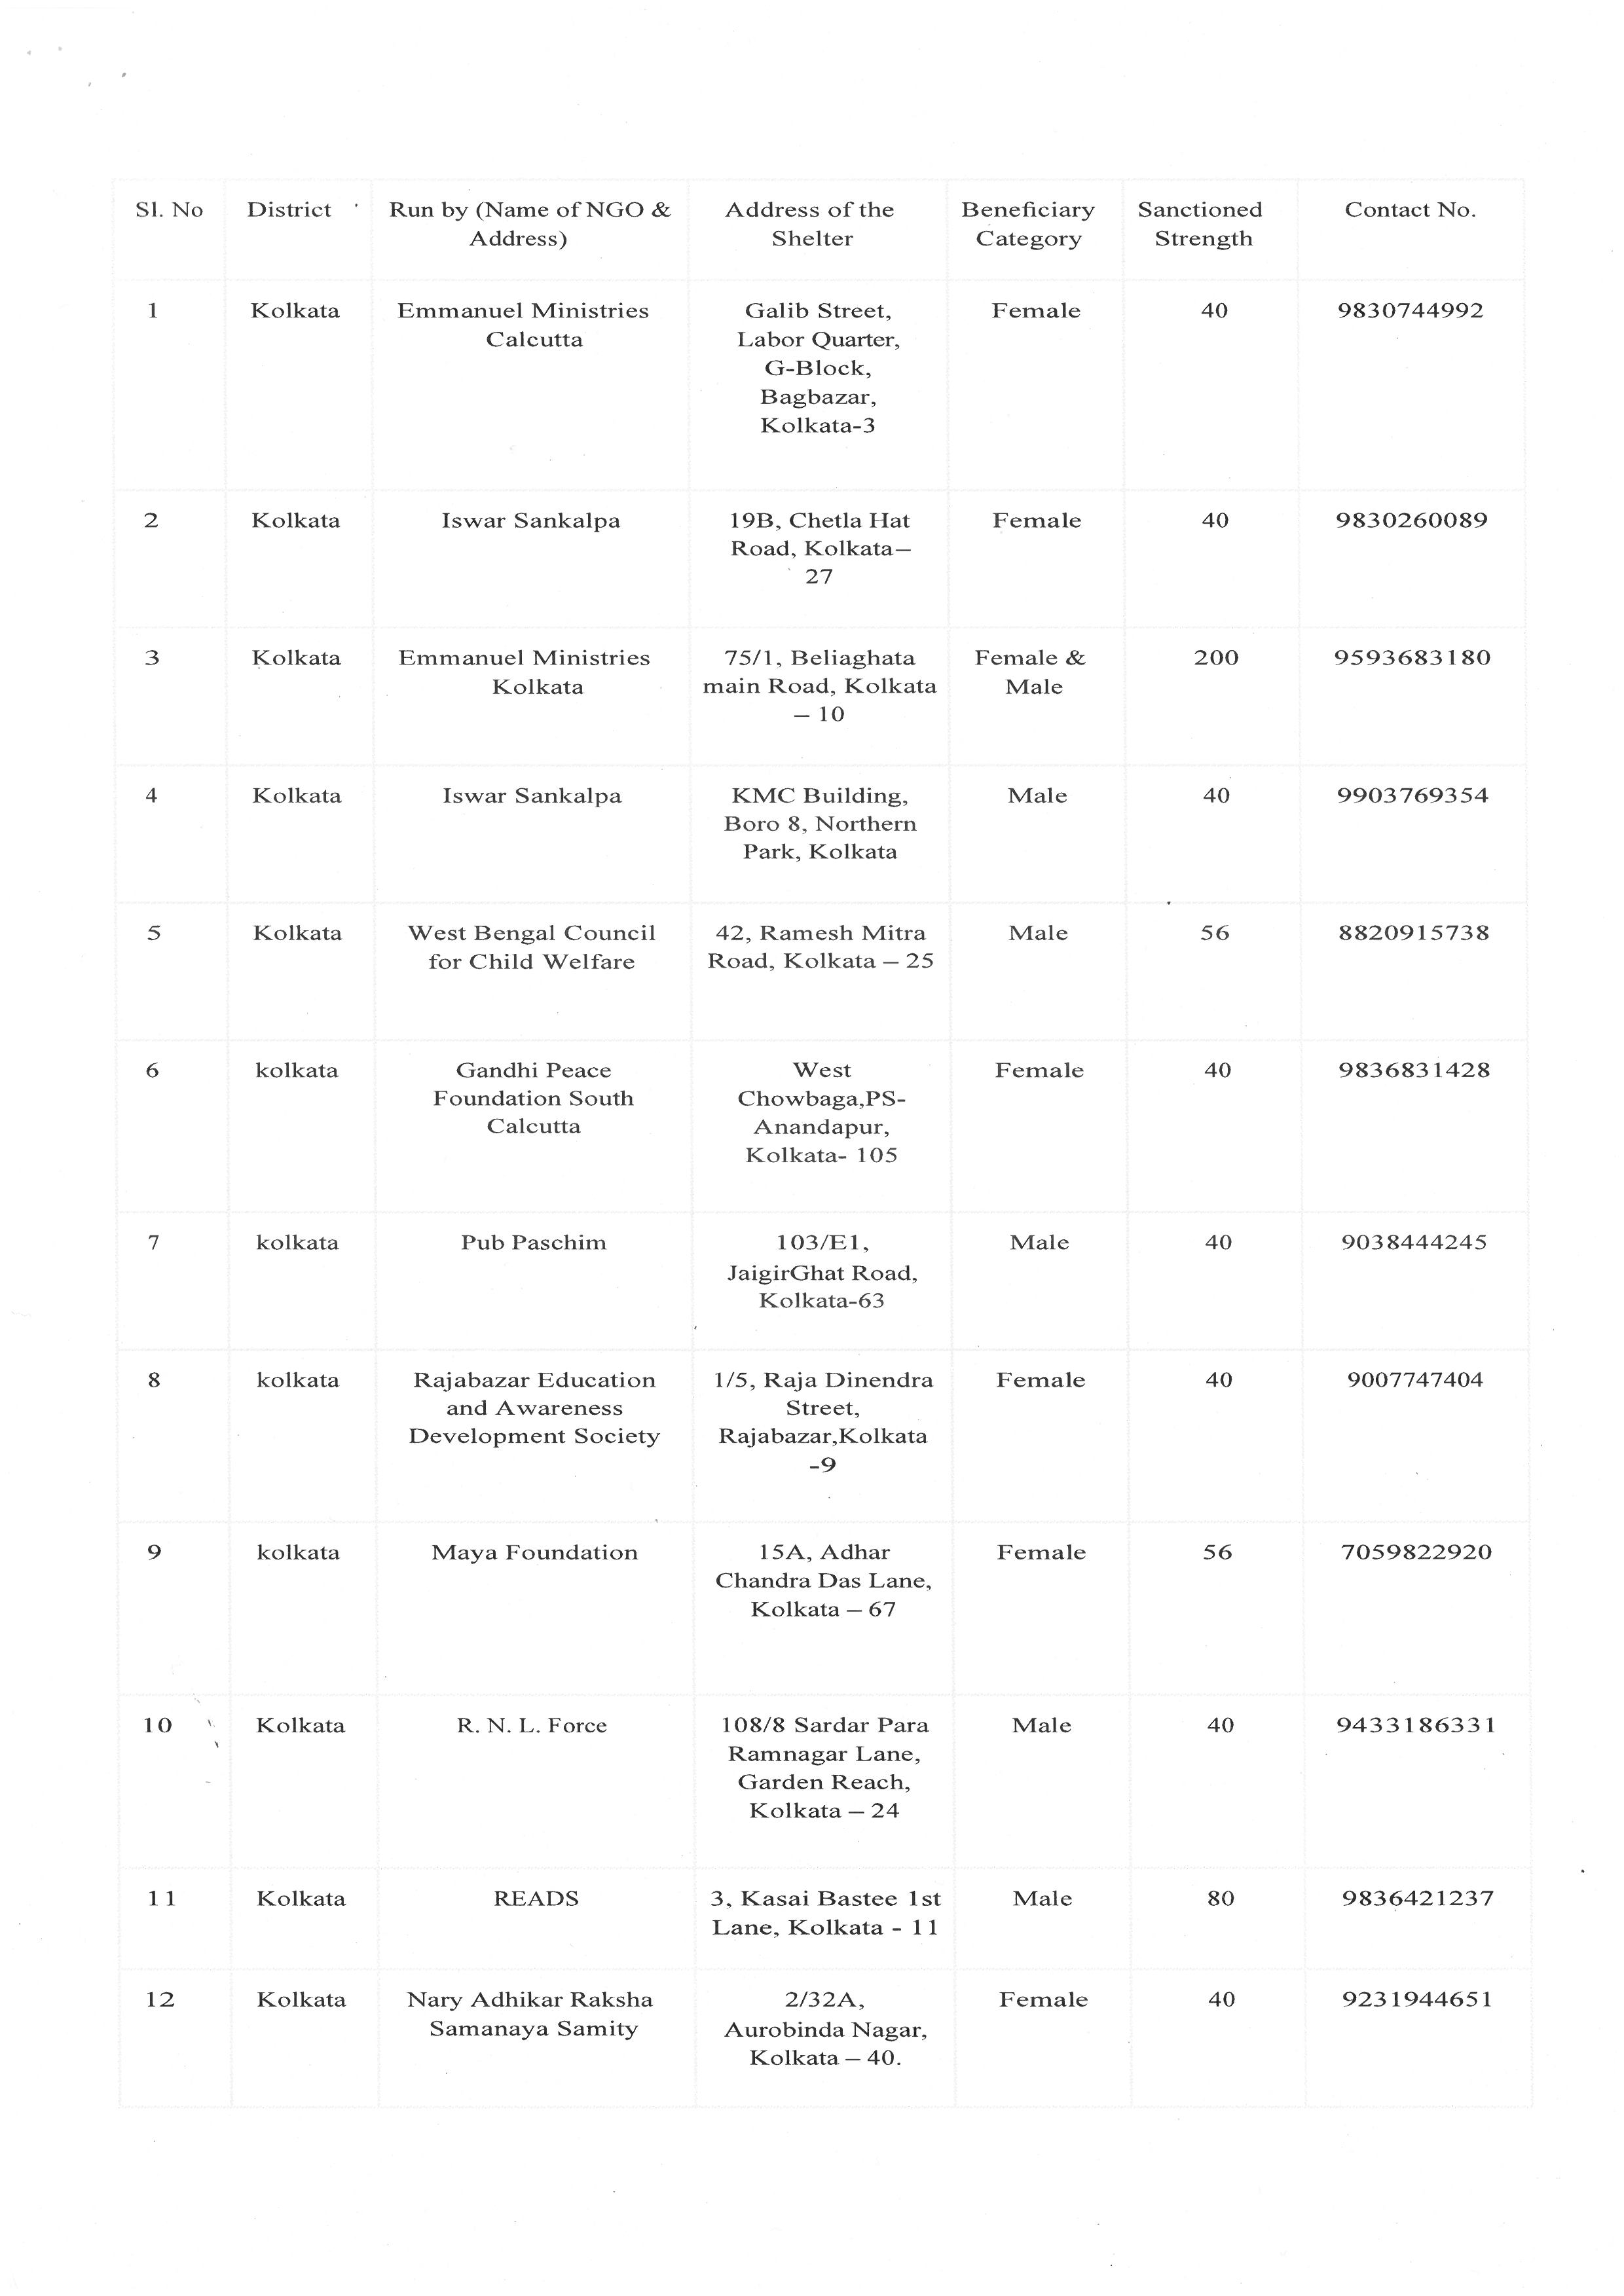 Sl. No District Run by (Name of NGO & Address of the Beneficiary Sanctioned Contact No.
Address) Shelter Category Strength
1 Kolkata Emmanuel Ministries Galib Street, Female 40 9830744992
Calcutta Labor Quarter,
G-Block,
Bagbazar,
Kolkata-3
2 Kolkata Iswar Sankalpa 19B, Chetla Hat Female 40 9830260089
Road, Kolkata–
27
3 Kolkata Emmanuel Ministries 75/1, Beliaghata Female & 200 9593683180
Kolkata main Road, Kolkata Male
– 10
4 Kolkata Iswar Sankalpa KMC Building, Male 40 9903769354
Boro 8, Northern
Park, Kolkata
5 Kolkata West Bengal Council 42, Ramesh Mitra Male 56 8820915738
for Child Welfare Road, Kolkata – 25
6 kolkata Gandhi Peace West Female 40 9836831428
Foundation South Chowbaga,PS-
Calcutta Anandapur,
Kolkata- 105
7 kolkata Pub Paschim 103/E1, Male 40 9038444245
JaigirGhat Road,
Kolkata-63
8 kolkata Rajabazar Education 1/5, Raja Dinendra Female 40 9007747404
and Awareness Street,
Development Society Rajabazar,Kolkata
-9
9 kolkata Maya Foundation 15A, Adhar Female 56 7059822920
Chandra Das Lane,
Kolkata – 67
10 Kolkata R. N. L. Force 108/8 Sardar Para Male 40 9433186331
Ramnagar Lane,
Garden Reach,
Kolkata – 24
11 Kolkata READS 3, Kasai Bastee 1st Male 80 9836421237
Lane, Kolkata - 11
12 Kolkata Nary Adhikar Raksha 2/32A, Female 40 9231944651
Samanaya Samity Aurobinda Nagar,
Kolkata – 40.